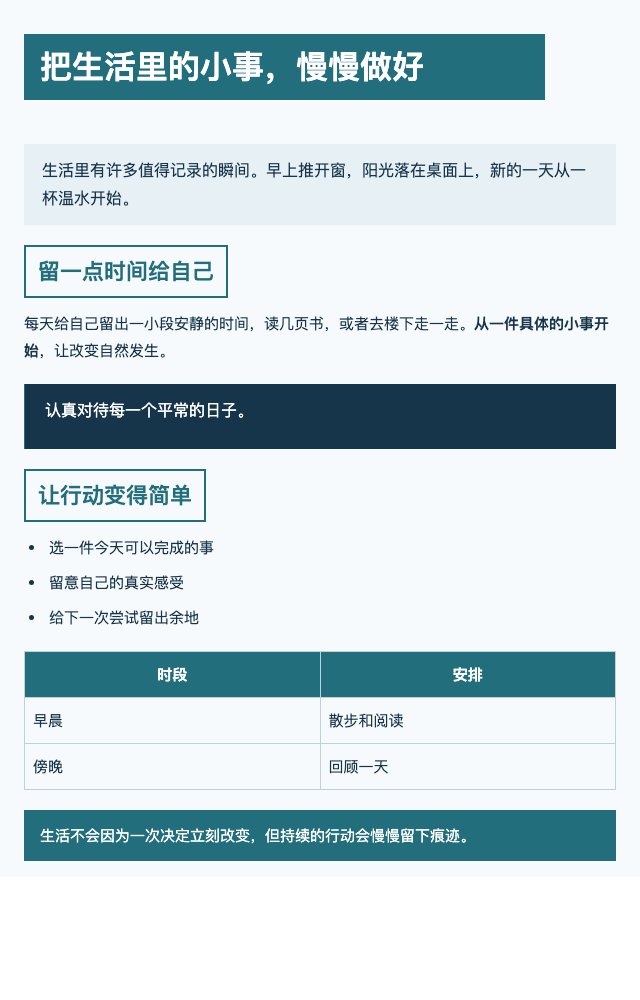 把生活里的小事，慢慢做好
生活里有许多值得记录的瞬间。早上推开窗，阳光落在桌面上，新的一天从一
杯温水开始。
留一点时间给自己
每天给自己留出一小段安静的时间，读几页书，或者去楼下走一走。从一件具体的小事开
始，让改变自然发生。
认真对待每一个平常的日子。
让行动变得简单
• 选一件今天可以完成的事
• 留意自己的真实感受
• 给下一次尝试留出余地
时段 安排
早晨 散步和阅读
傍晚 回顾一天
生活不会因为一次决定立刻改变，但持续的行动会慢慢留下痕迹。